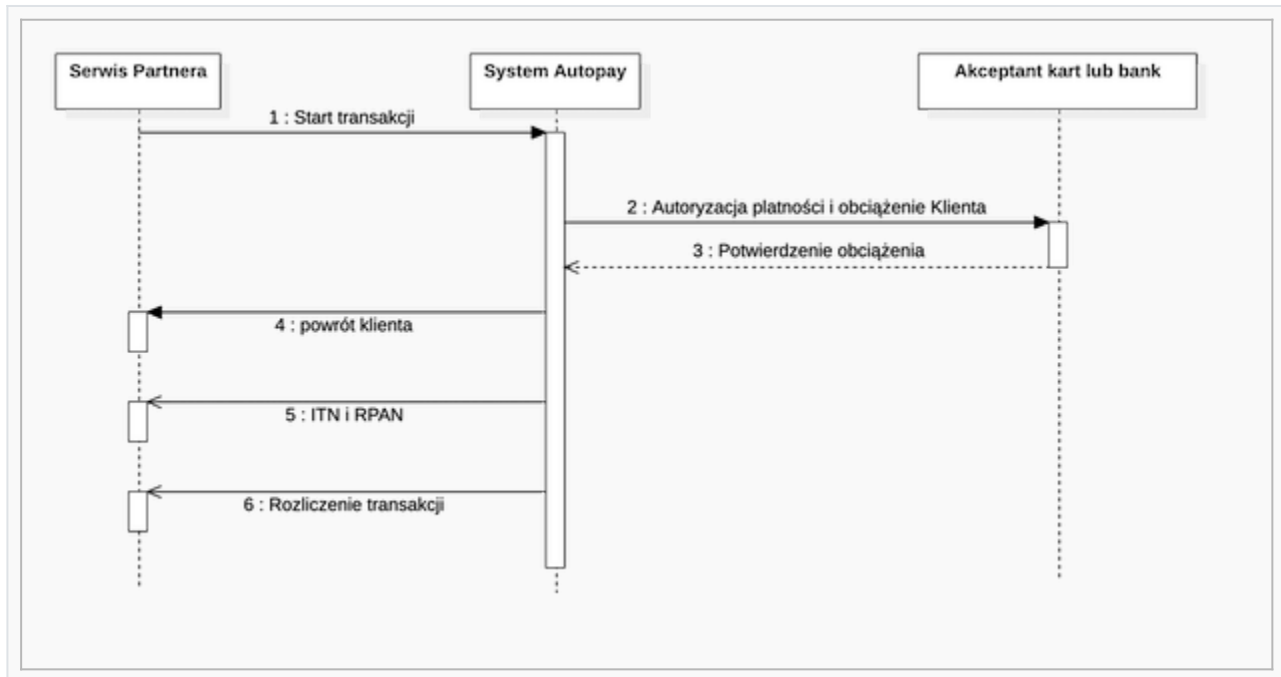 Serwis Partnera
System Autopay
Akceptant kart lub bank
1 : Start transakcji
2 : Autoryzacja platności i obciążenie Klienta
3 : Potwierdzenie obciążenia
4 : powrót klienta
5 : ITN i RPAN
6 : Rozliczenie transakcji